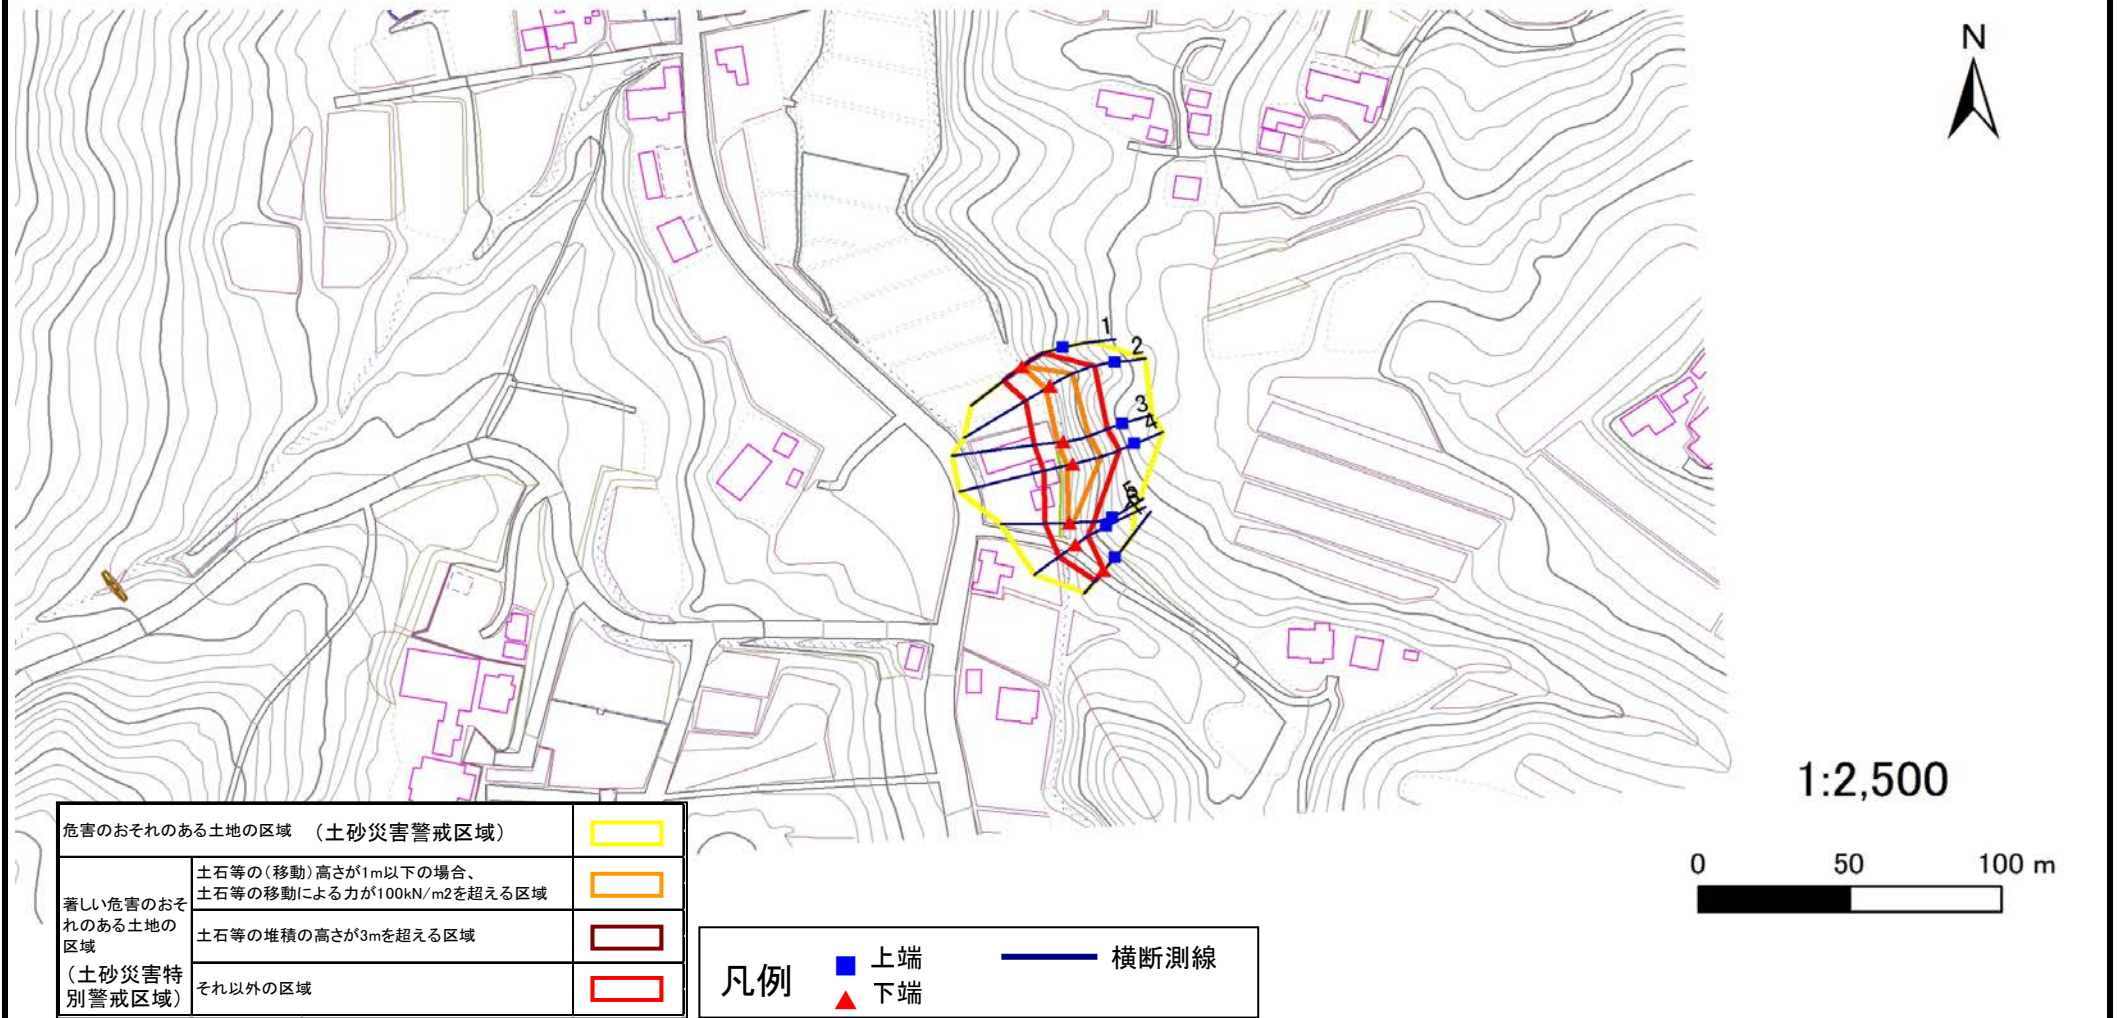 N
1
2
3
4
5
1:2,500
0 50 100 m
危害のおそれのある土地の区域 (土砂災害警戒区域)
著しい危害のおそ
れのある土地の
区域
(土砂災害特
別警戒区域)
土石等の(移動)高さが1m以下の場合、
土石等の移動による力が100kN/m2を超える区域
土石等の堆積の高さが3mを超える区域
それ以外の区域
凡例
上端
下端
横断測線